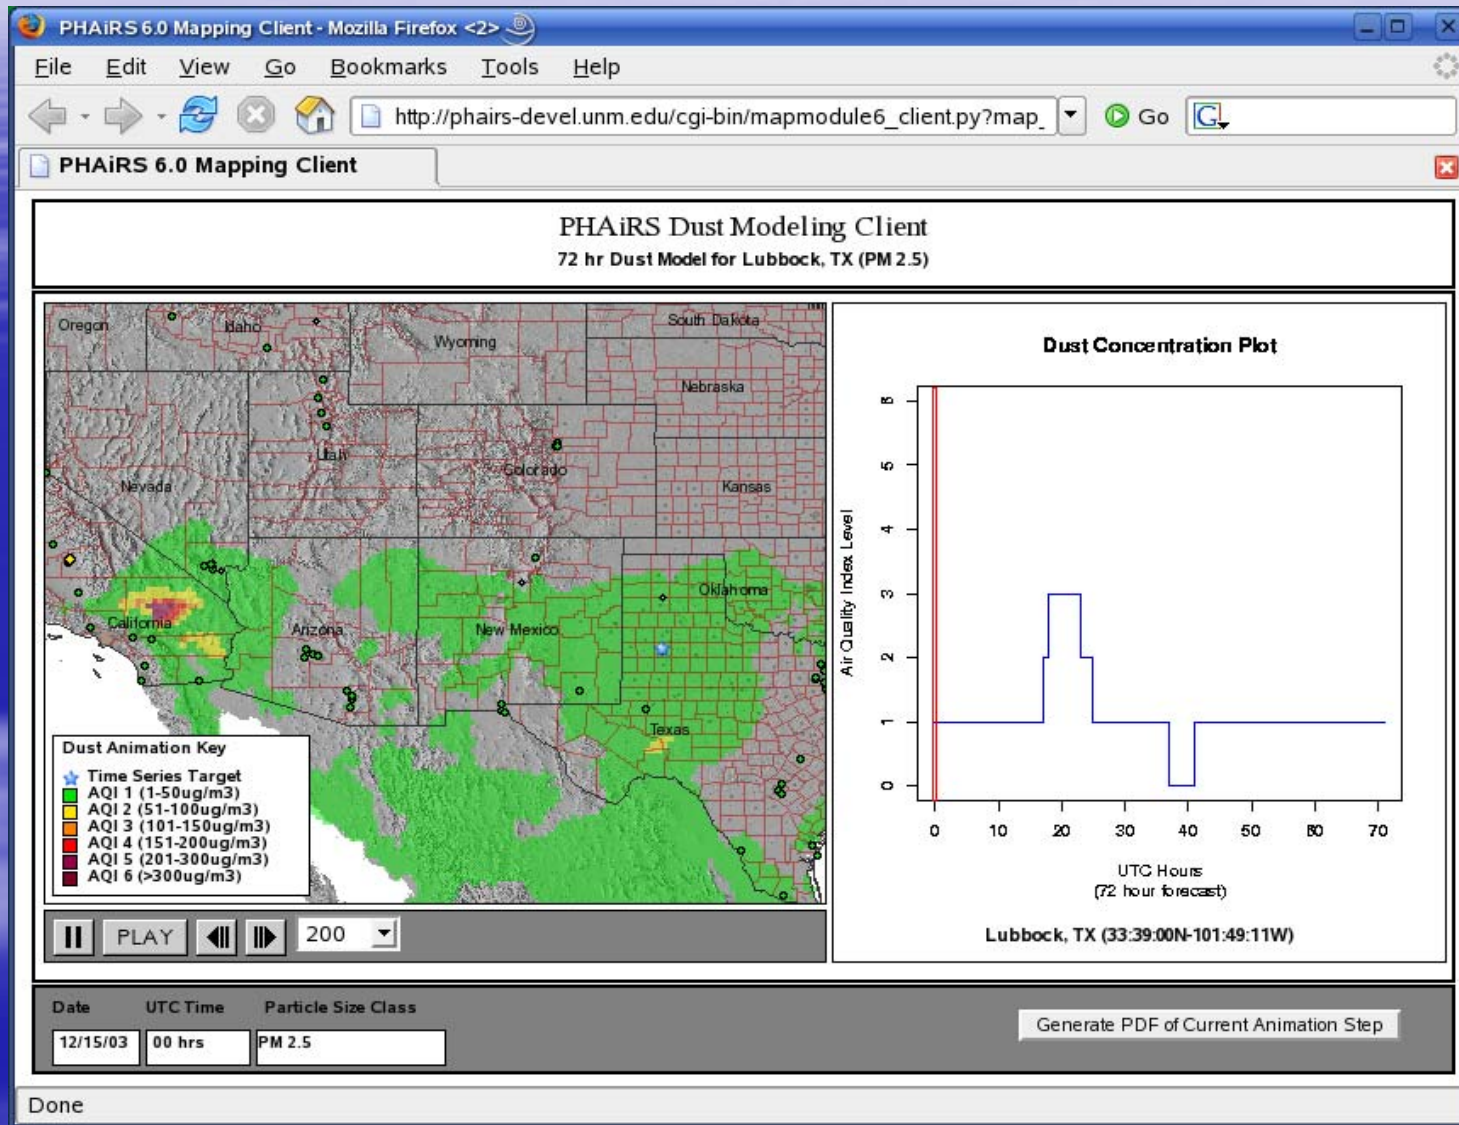 PHAiRS 6.0 Mapping Client - Mozilla Firefox <2>
File Edit View Go Bookmarks Tools Help
http://phairs-devel.unm.edu/cgi-bin/mapmodule6_client.py?map_
Go
G
PHAiRS 6.0 Mapping Client
PHAiRS Dust Modeling Client
72 hr Dust Model for Lubbock, TX (PM 2.5)
Oregon
Idaho
Wyoming
South Dakota
Nebraska
Utah
Colorado
Nevada
Kansas
California
Arizona
New Mexico
Oklahoma
Texas
Dust Animation Key
Time Series Target
AQI 1 (1-50ug/m3)
AQI 2 (51-100ug/m3)
AQI 3 (101-150ug/m3)
AQI 4 (151-200ug/m3)
AQI 5 (201-300ug/m3)
AQI 6 (>300ug/m3)
PLAY
200
Dust Concentration Plot
Air Quality Index Level
6
5
4
3
2
1
0
0 10 20 30 40 50 60 70
UTC Hours
(72 hour forecast)
Lubbock, TX (33:39:00N-101:49:11W)
Date UTC Time Particle Size Class
12/15/03 00 hrs PM 2.5
Generate PDF of Current Animation Step
Done